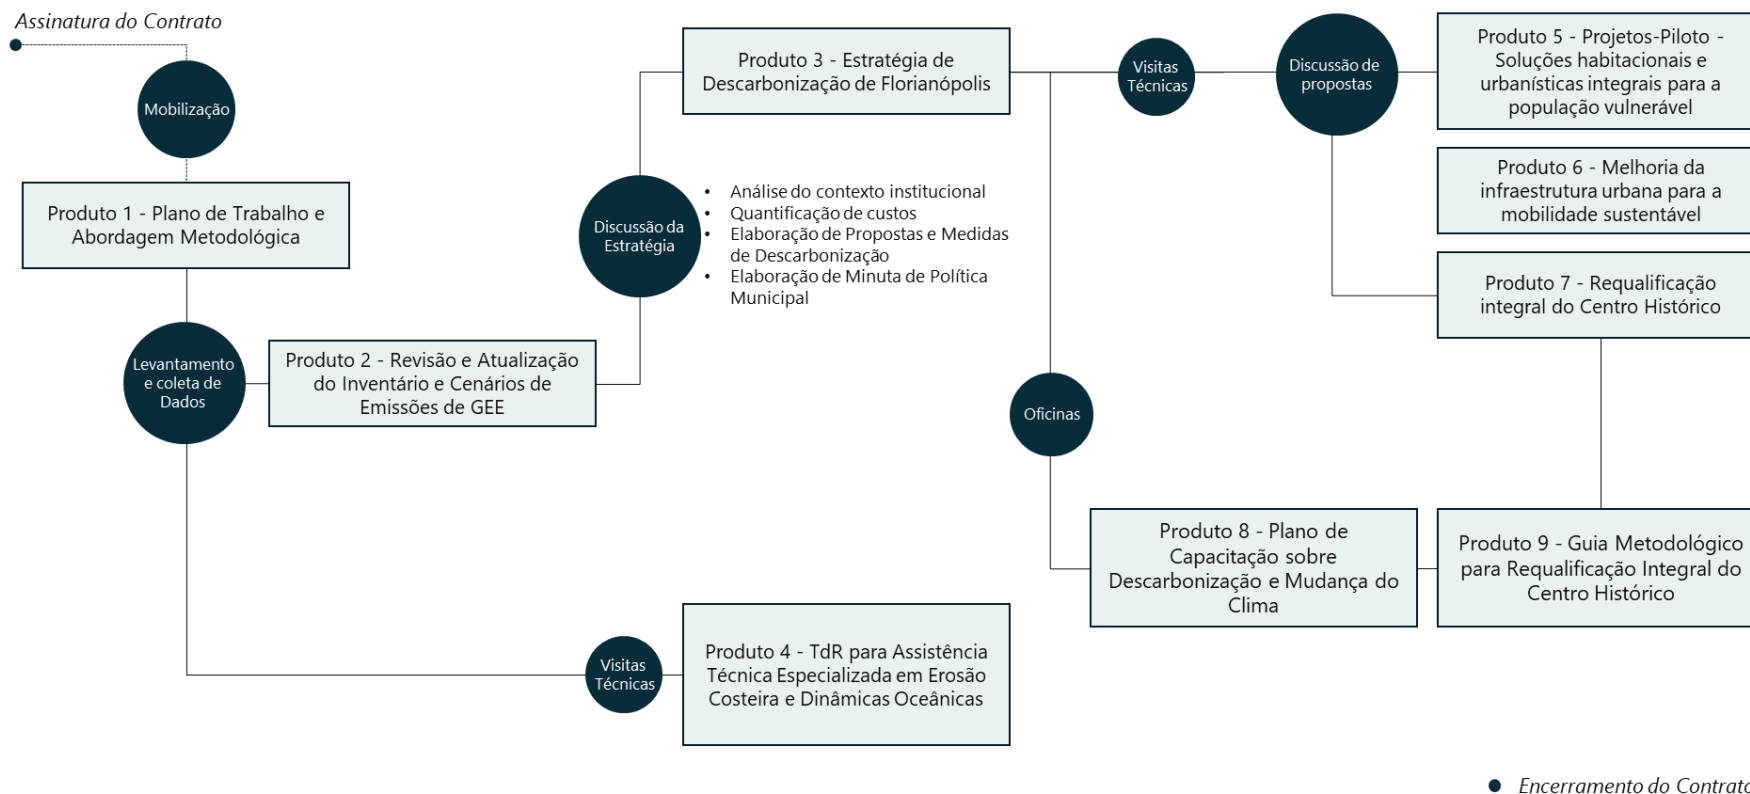 Assinatura do Contrato
Mobilização
Produto 1 - Plano de Trabalho e
Abordagem Metodológica
Levantamento
e coleta de
Dados
Produto 2 - Revisão e Atualização
do Inventário e Cenários de
Emissões de GEE
Discussão da
Estratégia
• Análise do contexto institucional
• Quantificação de custos
• Elaboração de Propostas e Medidas
de Descarbonização
• Elaboração de Minuta de Política
Municipal
Produto 3 - Estratégia de
Descarbonização de Florianópolis
Visitas
Técnicas
Produto 4 - TdR para Assistência
Técnica Especializada em Erosão
Costeira e Dinâmicas Oceânicas
Visitas
Técnicas
Discussão de
propostas
Produto 5 - Projetos-Piloto -
Soluções habitacionais e
urbanísticas integrais para a
população vulnerável
Produto 6 - Melhoria da
infraestrutura urbana para a
mobilidade sustentável
Produto 7 - Requalificação
integral do Centro Histórico
Oficinas
Produto 8 - Plano de
Capacitação sobre
Descarbonização e Mudança do
Clima
Produto 9 - Guia Metodológico
para Requalificação Integral do
Centro Histórico
Encerramento do Contrato